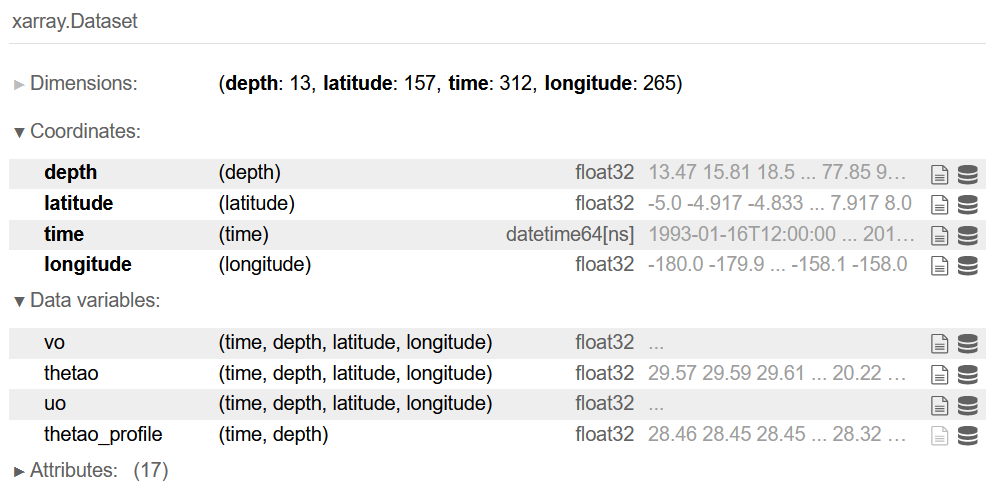 xarray.Dataset
► Dimensions: (depth: 13, latitude: 157, time: 312, longitude: 265)
▼ Coordinates:
depth (depth) float32 13.47 15.81 18.5 ... 77.85 9...
latitude (latitude) float32 -5.0 -4.917 -4.833 ... 7.917 8.0
time (time) datetime64[ns] 1993-01-16T12:00:00 ... 201...
longitude (longitude) float32 -180.0 -179.9 ... -158.1 -158.0
▼ Data variables:
vo (time, depth, latitude, longitude) float32 ...
thetao (time, depth, latitude, longitude) float32 29.57 29.59 29.61 ... 20.22 ...
uo (time, depth, latitude, longitude) float32 ...
thetao_profile (time, depth) float32 28.46 28.45 28.45 ... 28.32 ...
► Attributes: (17)